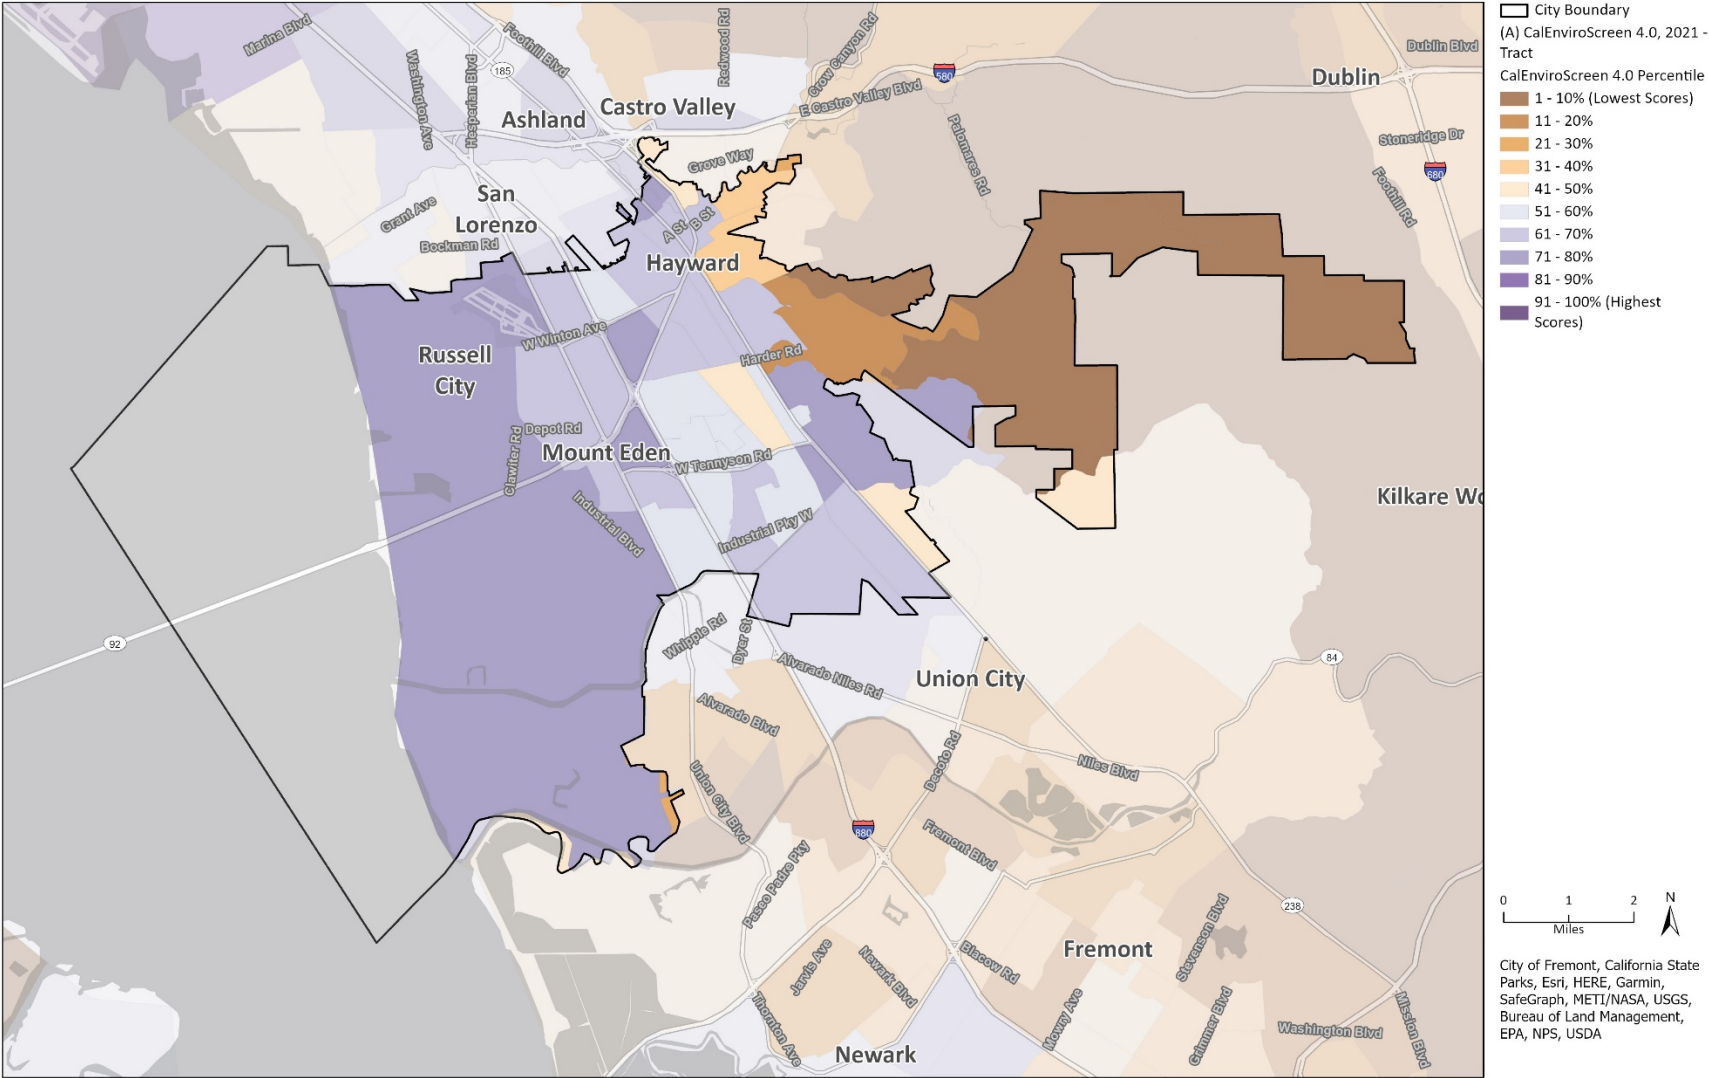 City Boundary
(A) CalEnviroScreen 4.0, 2021 -
Tract
CalEnviroScreen 4.0 Percentile
1 - 10% (Lowest Scores)
11 - 20%
21 - 30%
31 - 40%
41 - 50%
51 - 60%
61 - 70%
71 - 80%
81 - 90%
91 - 100% (Highest
Scores)
Marina Blvd
Washington Ave
Hesperian Blvd
Foothill Blvd
185
Redwood Rd
Crow Canyon Rd
580
E Castro Valley Blvd
Dublin
Dublin Blvd
Stoneridge Dr
680
Foothill Rd
Castro Valley
Ashland
Palomares Rd
Grove Way
San
Lorenzo
Grant Ave
Bockman Rd
A St
B St
Hayward
W Winton Ave
Harder Rd
Russell
City
Depot Rd
Clawiter Rd
Mount Eden
W Tennyson Rd
Industrial Blvd
Industrial Pky W
Kilkare Wo
92
84
Whipple Rd
Dyer St
Alvarado Niles Rd
Union City
Alvarado Blvd
Union City Blvd
Decoto Rd
Niles Blvd
880
Fremont Blvd
Paseo Padre Pky
238
Fremont
Blacow Rd
Stevenson Blvd
Jarvis Ave
Newark Blvd
Thornton Ave
Mowry Ave
Grimmer Blvd
Washington Blvd
Mission Blvd
Newark
0 1 2
Miles
N
City of Fremont, California State
Parks, Esri, HERE, Garmin,
SafeGraph, METI/NASA, USGS,
Bureau of Land Management,
EPA, NPS, USDA